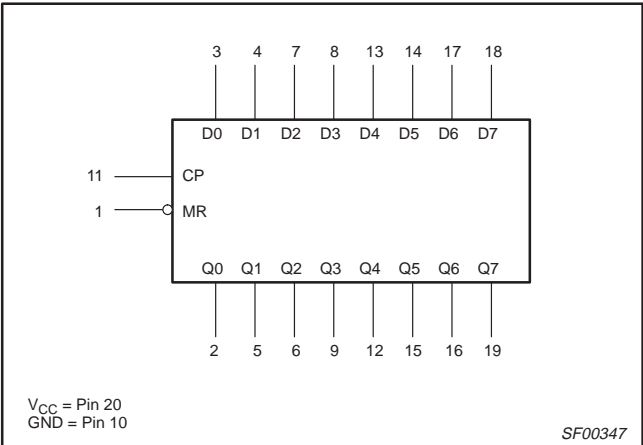 3 4 7 8 13 14 17 18
D0 D1 D2 D3 D4 D5 D6 D7
11 CP
1 MR
Q0 Q1 Q2 Q3 Q4 Q5 Q6 Q7
2 5 6 9 12 15 16 19
VCC = Pin 20
GND = Pin 10
SF00347